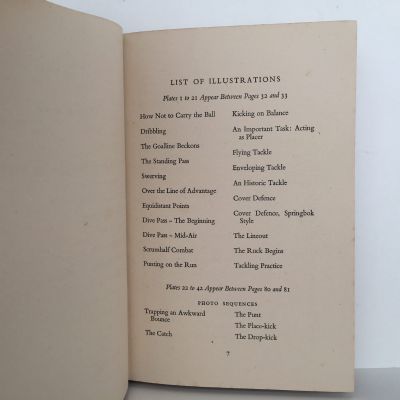 LIST OF ILLUSTRATIONS
Plates 1 to 21 Appear Between Pages 32 and 33
How Not to Carry the Ball
Dribbling
The Goalline Beckons
The Standing Pass
Swerving
Over the Line of Advantage
Equidistant Points
Dive Pass – The Beginning
Dive Pass – Mid-Air
Scrumhalf Combat
Punting on the Run
Kicking on Balance
An Important Task: Acting
as Placer
Flying Tackle
Enveloping Tackle
An Historic Tackle
Cover Defence
Cover Defence, Springbok
Style
The Lineout
The Ruck Begins
Tackling Practice
Plates 22 to 42 Appear Between Pages 80 and 81
PHOTO SEQUENCES
Trapping an Awkward
Bounce
The Catch
The Punt
The Place-kick
The Drop-kick
7